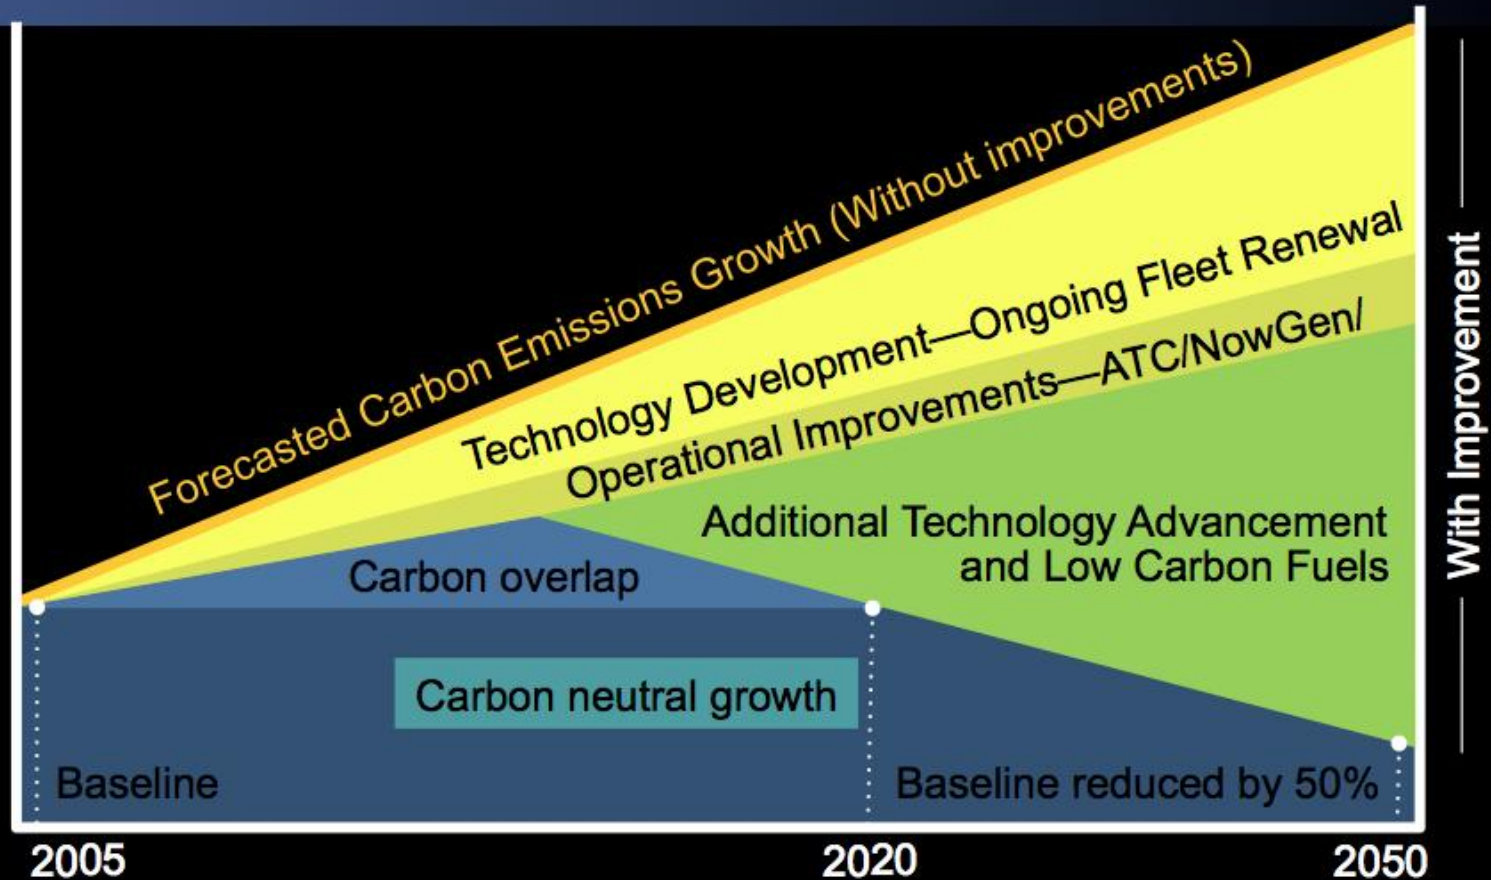 Forecasted Carbon Emissions Growth (Without improvements)
Technology Development—Ongoing Fleet Renewal
Operational Improvements—ATC/NowGen/
Additional Technology Advancement
and Low Carbon Fuels
Carbon overlap
Carbon neutral growth
Baseline
Baseline reduced by 50%
2005
2020
2050
With Improvement